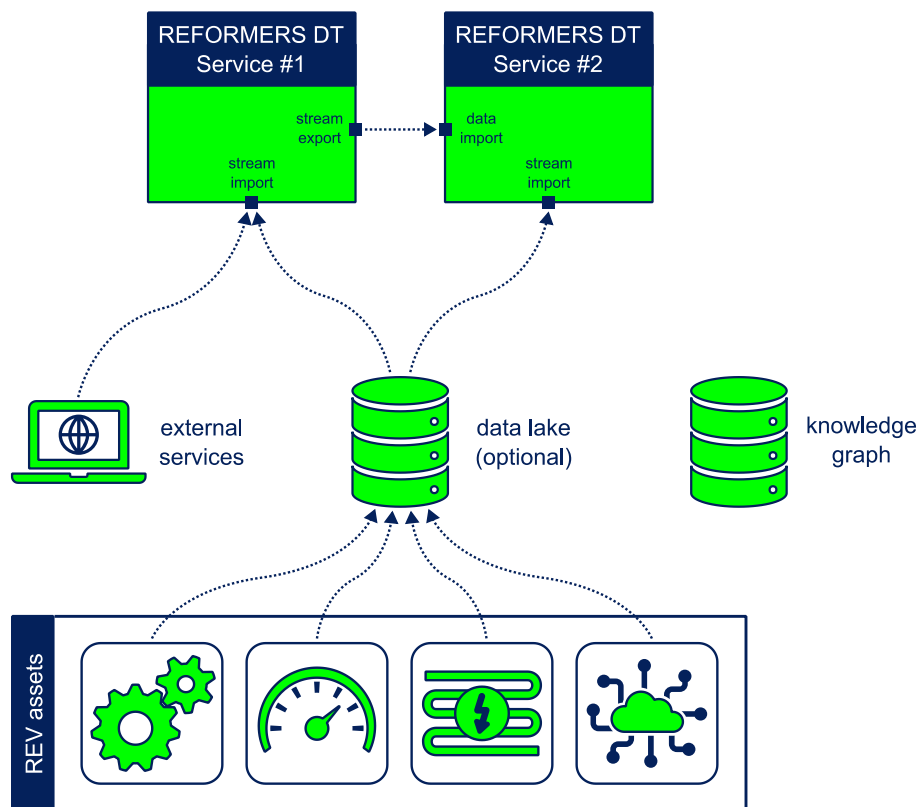 REFORMERS DT
Service #1
REFORMERS DT
Service #2
stream
export
data
import
stream
import
stream
import
external
services
data lake
(optional)
knowledge
graph
REV assets